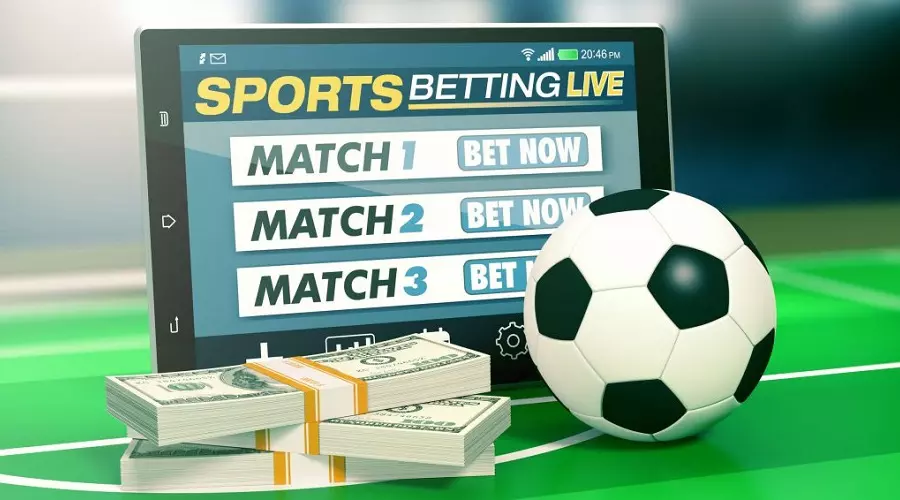 20:46 PM
SPORTS BETTING LIVE
MATCH 1 BET NOW
MATCH 2 BET NOW
MATCH 3 BET